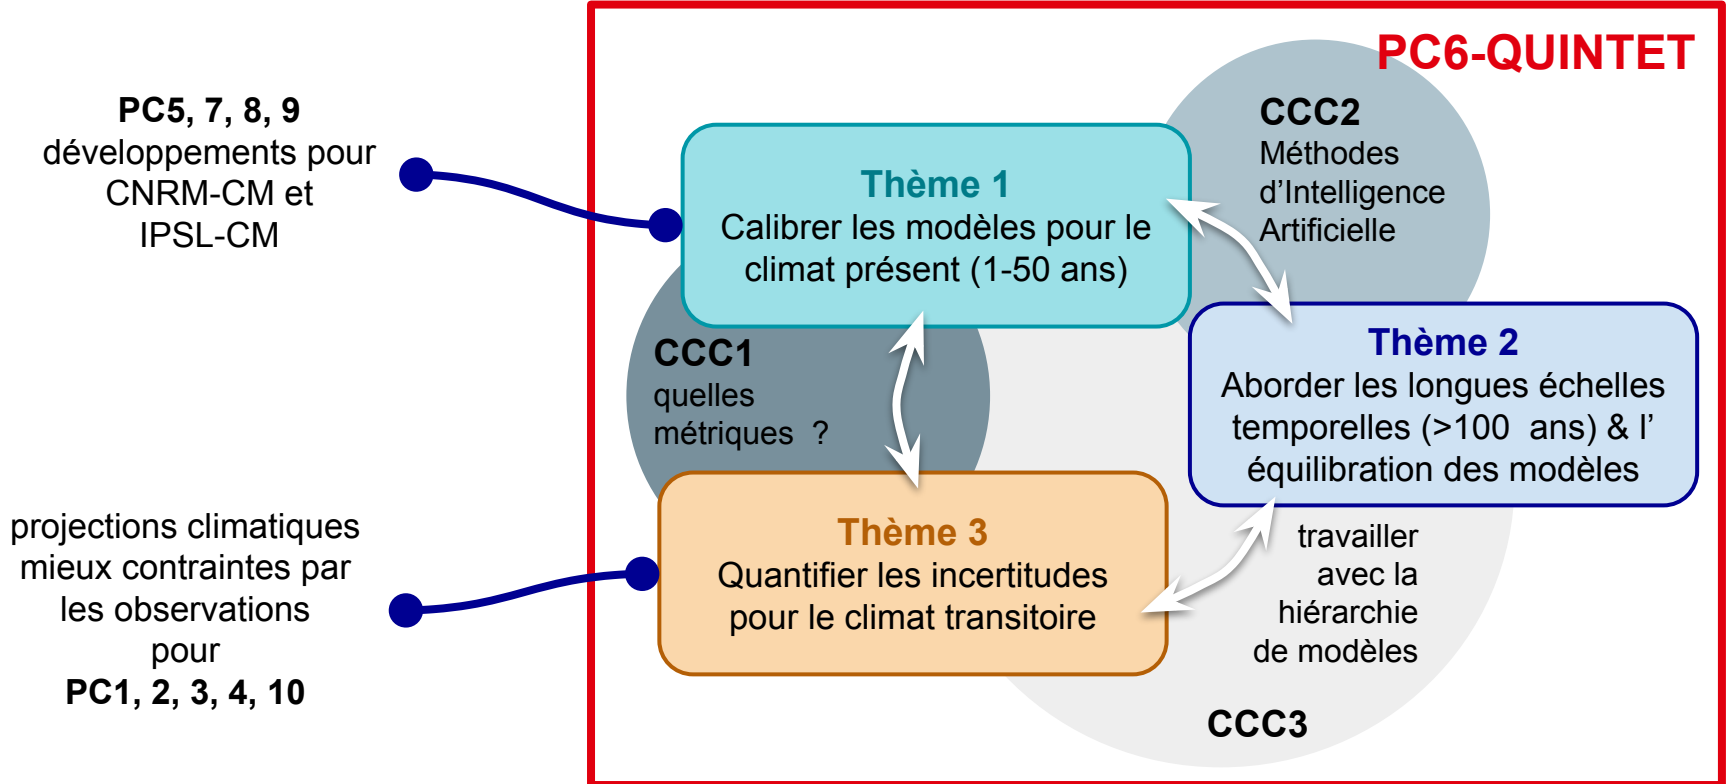 PC6-QUINTET
PC5, 7, 8, 9
développements pour
CNRM-CM et
IPSL-CM
CCC2
Méthodes
d’Intelligence
Artificielle
Thème 1
Calibrer les modèles pour le
climat présent (1-50 ans)
CCC1
quelles
métriques ?
Thème 2
Aborder les longues échelles
temporelles (>100 ans) & l’
équilibration des modèles
projections climatiques
mieux contraintes par
les observations
pour
PC1, 2, 3, 4, 10
Thème 3
Quantifier les incertitudes
pour le climat transitoire
travailler
avec la
hiérarchie
de modèles
CCC3